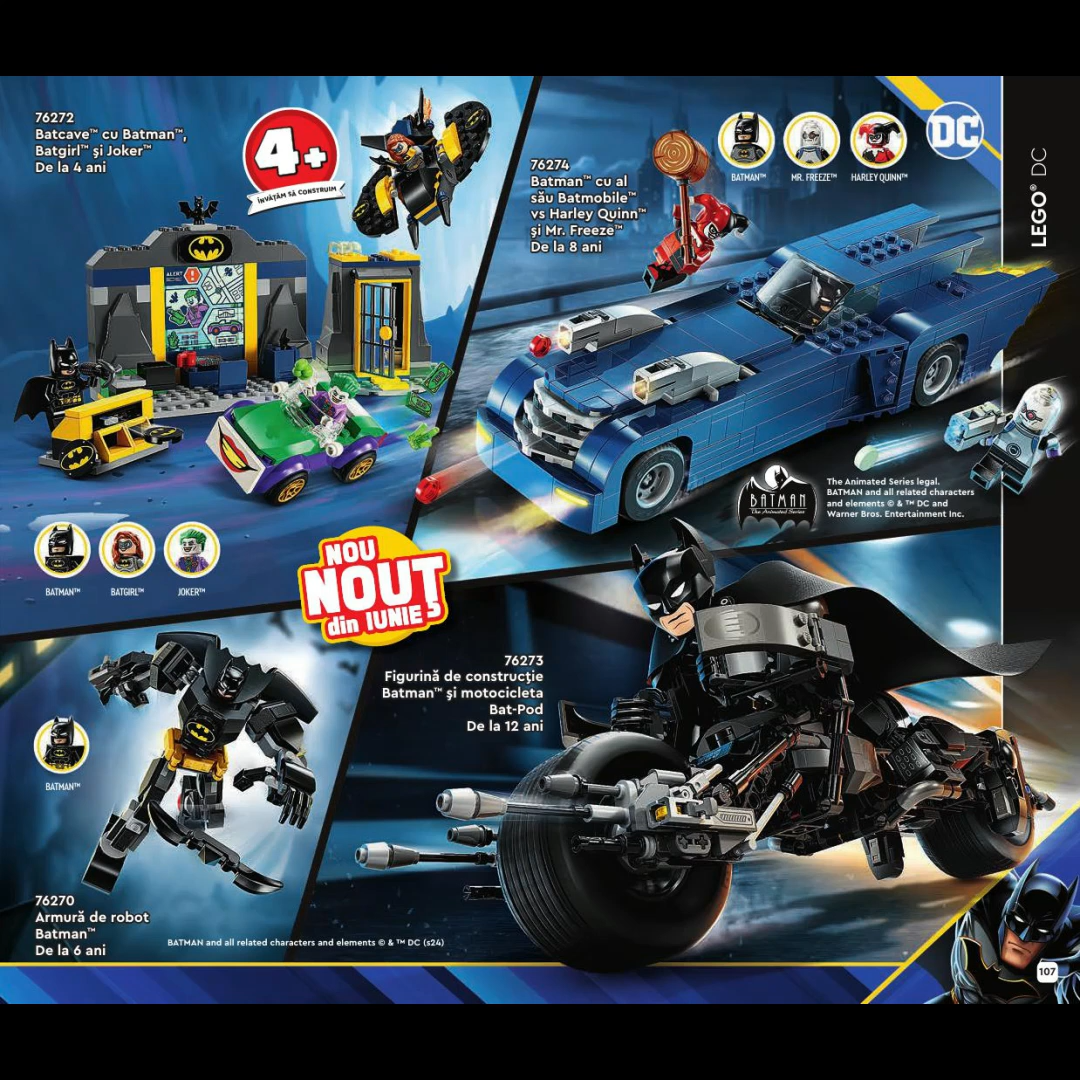 76272
Batcave™ cu Batman™,
Batgirl™ și Joker™
De la 4 ani
4+
ÎNVĂȚĂM SĂ CONSTRUIM
ALERT
BATMAN™
BATGIRL™
JOKER™
76274
Batman™ cu al
său Batmobile™
vs Harley Quinn™
și Mr. Freeze™
De la 8 ani
BATMAN™
MR. FREEZE™
HARLEY QUINN™
DC
LEGO® DC
BATMAN
The Animated Series
The Animated Series legal.
BATMAN and all related characters
and elements © & ™ DC and
Warner Bros. Entertainment Inc.
NOU
NOUȚ
din IUNIE
76273
Figurină de construcție
Batman™ și motocicleta
Bat-Pod
De la 12 ani
BATMAN™
76270
Armură de robot
Batman™
De la 6 ani
BATMAN and all related characters and elements © & ™ DC (s24)
107